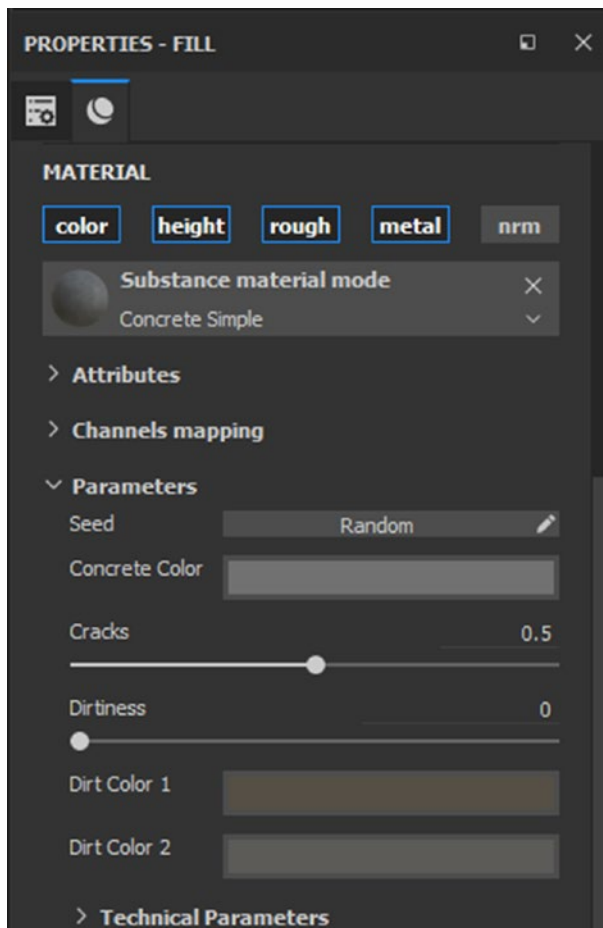 PROPERTIES - FILL
MATERIAL
color height rough metal nrm
Substance material mode
Concrete Simple
Attributes
Channels mapping
Parameters
Seed Random
Concrete Color
Cracks 0.5
Dirtiness 0
Dirt Color 1
Dirt Color 2
Technical Parameters